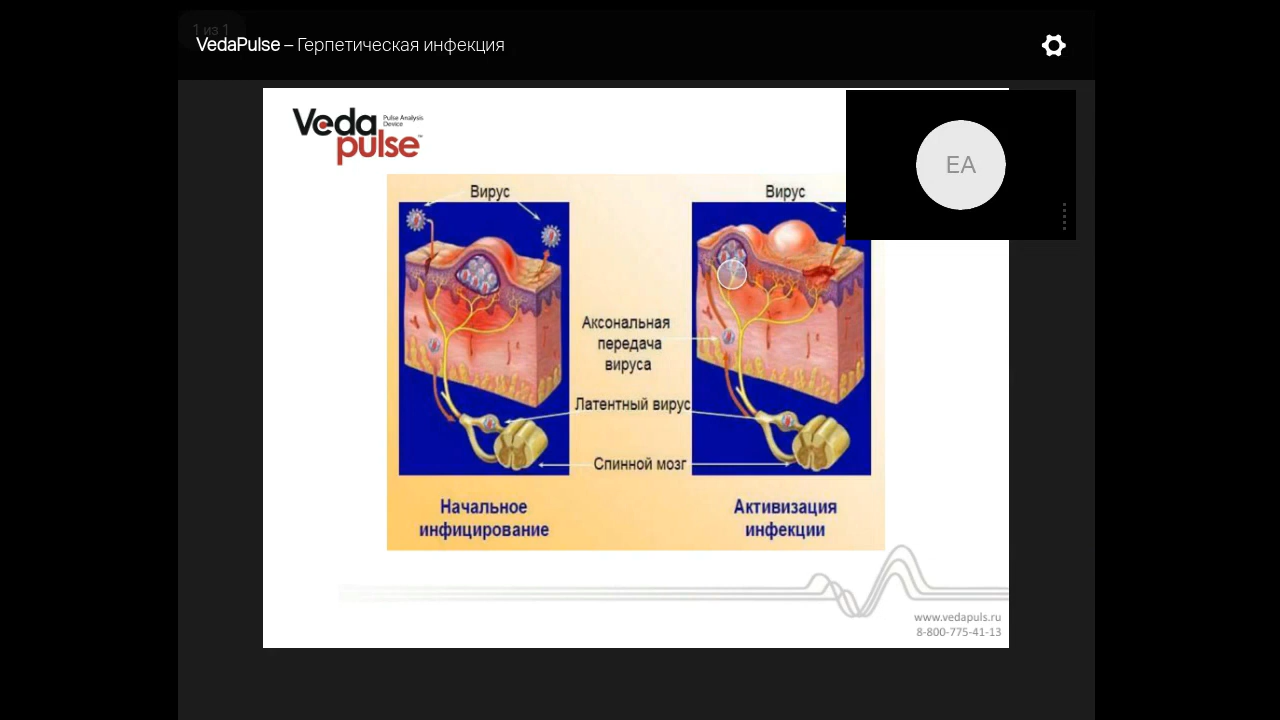 1 из 1
VedaPulse – Герпетическая инфекция
Veda
Pulse Analysis
Device
pulse
™
EA
Вирус
Вирус
Аксональная
передача
вируса
Латентный вирус
Спинной мозг
Начальное
инфицирование
Активизация
инфекции
www.vedapuls.ru
8-800-775-41-13